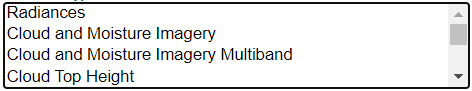 Radiances
Cloud and Moisture Imagery
Cloud and Moisture Imagery Multiband
Cloud Top Height